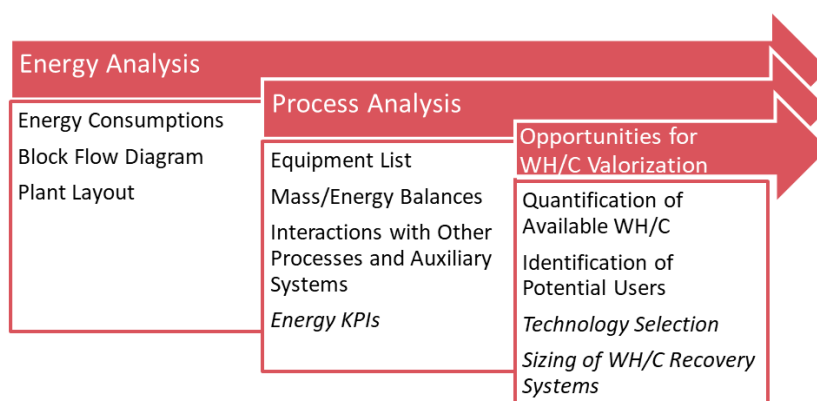 Energy Analysis
Energy Consumptions
Block Flow Diagram
Plant Layout
Process Analysis
Equipment List
Mass/Energy Balances
Interactions with Other
Processes and Auxiliary
Systems
Energy KPIs
Opportunities for
WH/C Valorization
Quantification of
Available WH/C
Identification of
Potential Users
Technology Selection
Sizing of WH/C Recovery
Systems